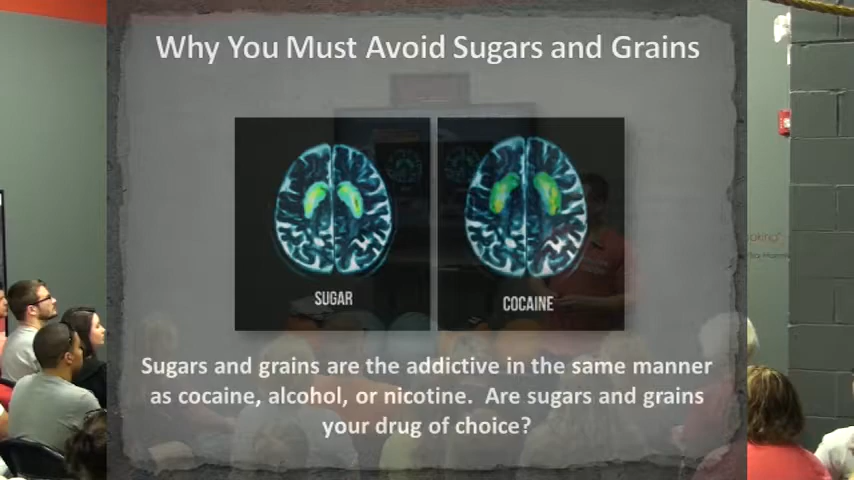 Why You Must Avoid Sugars and Grains
SUGAR
COCAINE
Sugars and grains are the addictive in the same manner
as cocaine, alcohol, or nicotine. Are sugars and grains
your drug of choice?